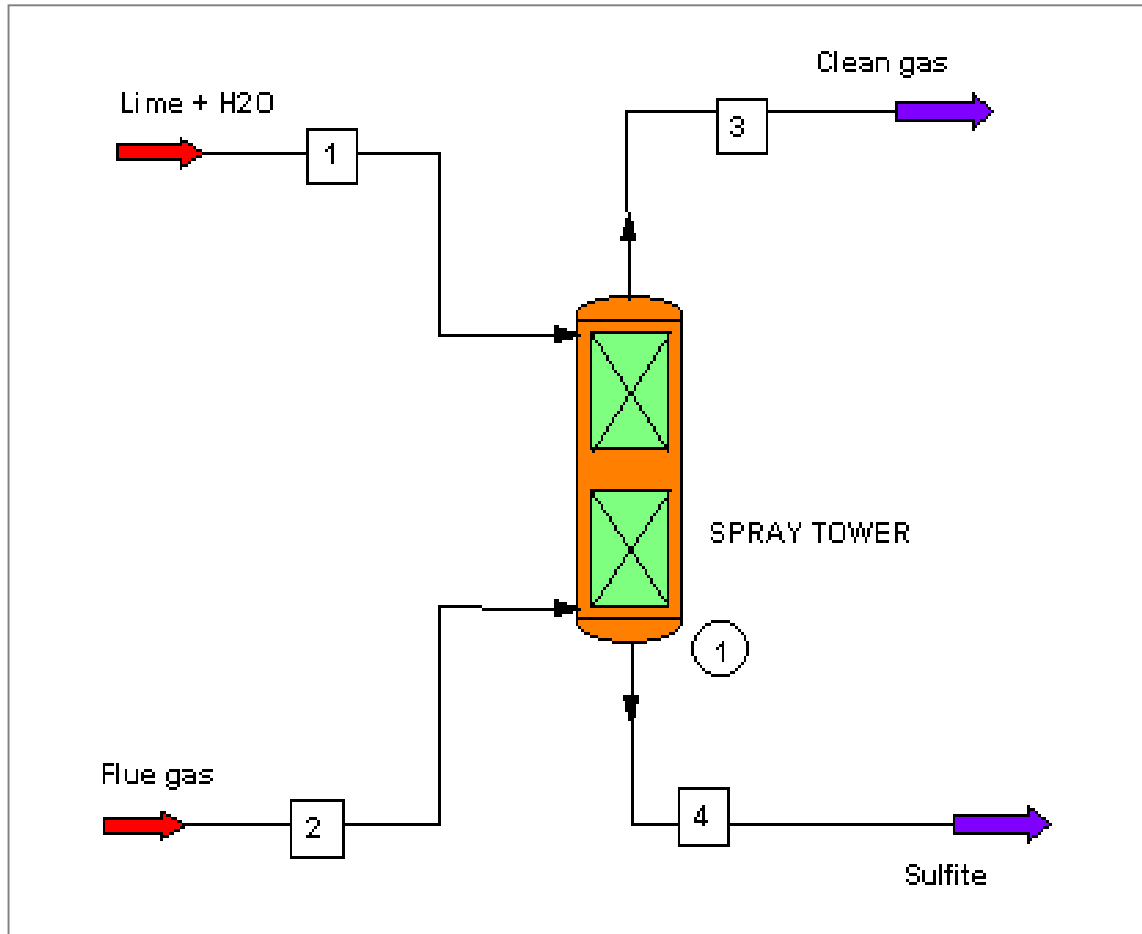 Clean gas
Lime + H2O
3
1
SPRAY TOWER
1
Flue gas
2
4
Sulfite